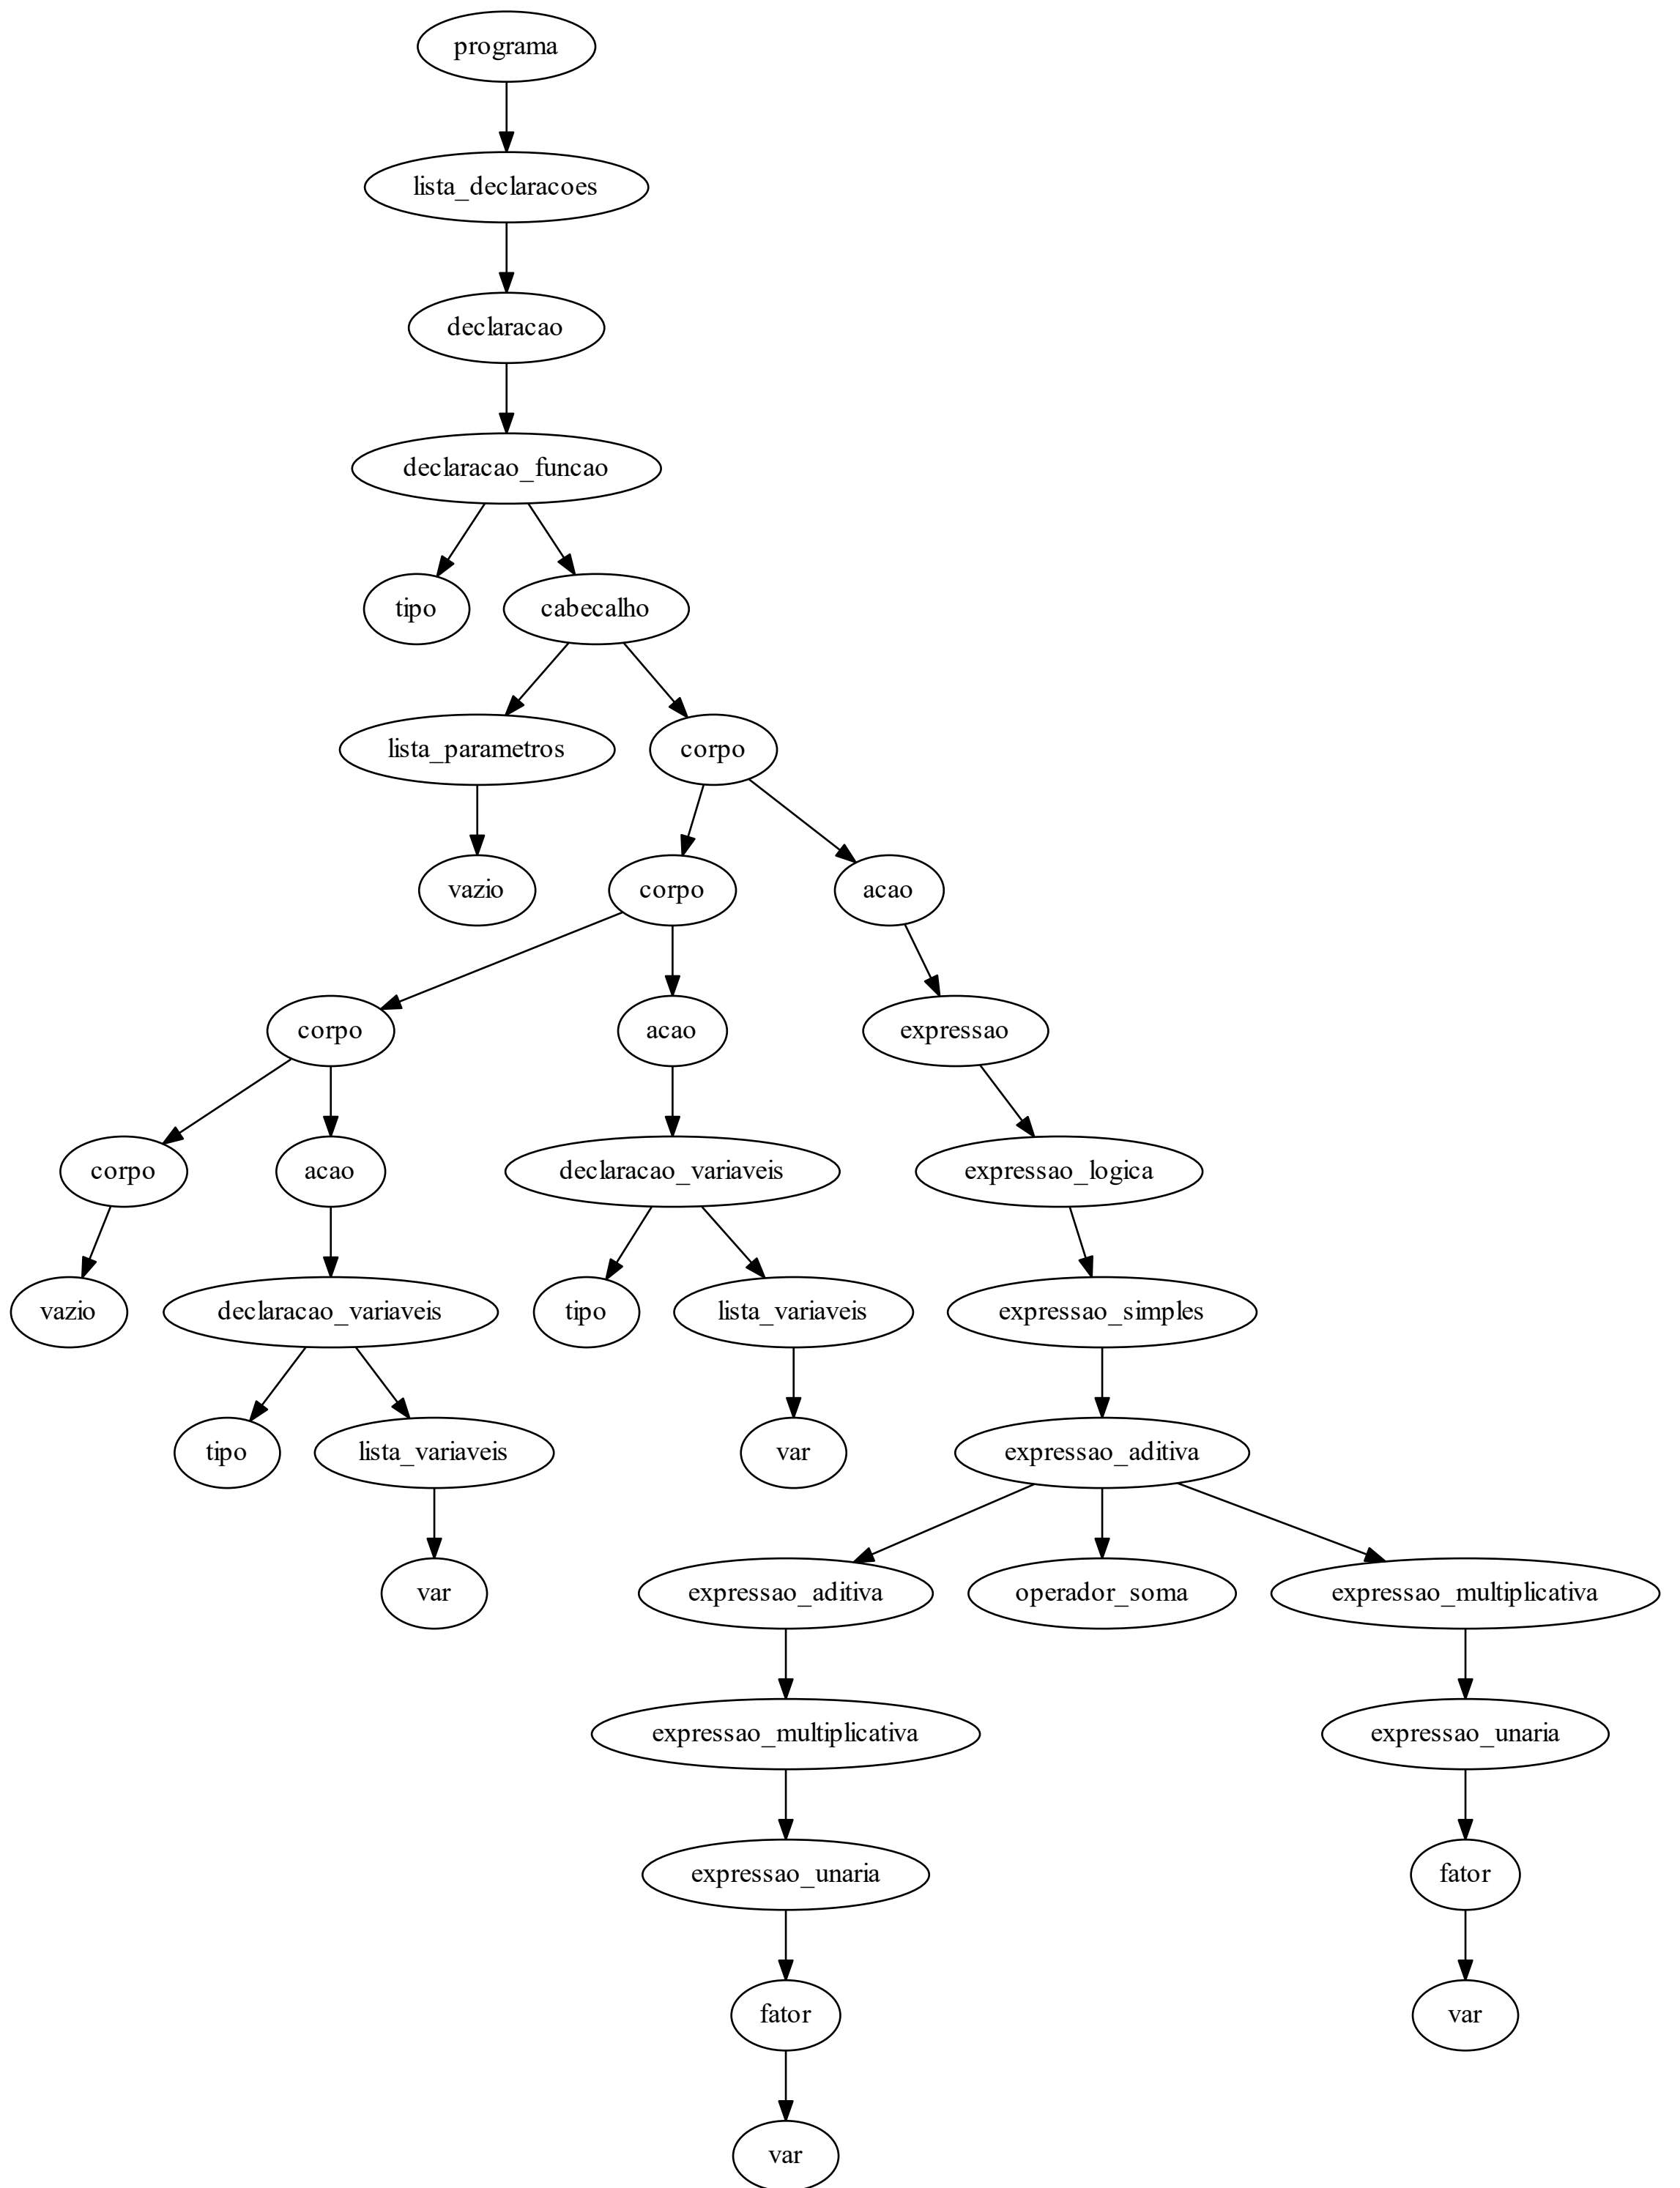 programa
lista_declaracoes
declaracao
declaracao_funcao
tipo
cabecalho
lista_parametros
corpo
vazio
corpo
acao
corpo
acao
expressao
corpo
acao
declaracao_variaveis
expressao_logica
vazio
declaracao_variaveis
tipo
lista_variaveis
expressao_simples
tipo
lista_variaveis
var
expressao_aditiva
var
expressao_aditiva
operador_soma
expressao_multiplicativa
expressao_multiplicativa
expressao_unaria
expressao_unaria
fator
fator
var
var